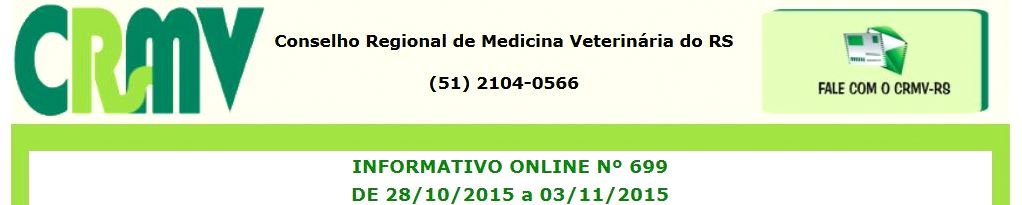 CRMV
Conselho Regional de Medicina Veterinária do RS
(51) 2104-0566
FALE COM O CRMV-RS
INFORMATIVO ONLINE Nº 699
DE 28/10/2015 a 03/11/2015